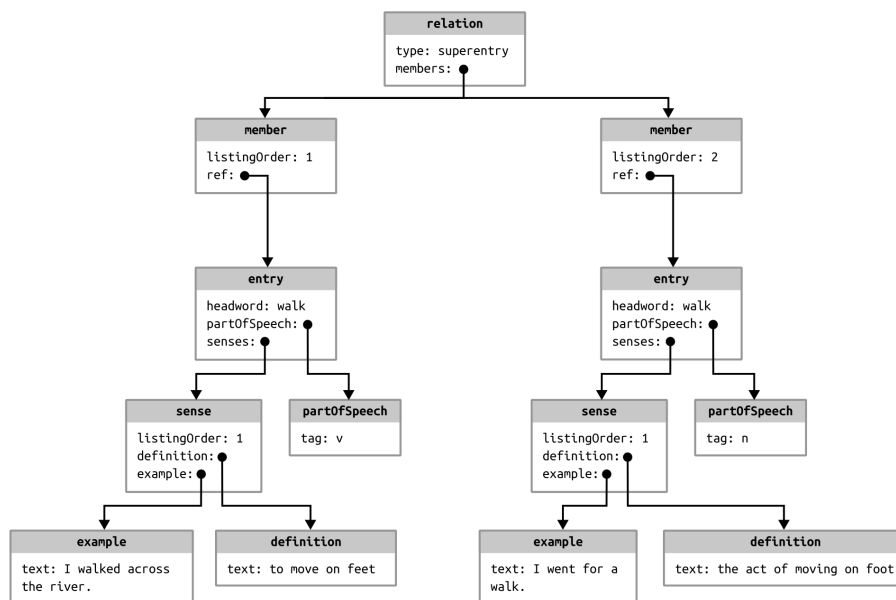 relation
type: superentry
members:
member
listingOrder: 1
ref:
member
listingOrder: 2
ref:
entry
headword: walk
partOfSpeech:
senses:
entry
headword: walk
partOfSpeech:
senses:
sense
listingOrder: 1
definition:
example:
partOfSpeech
tag: v
sense
listingOrder: 1
definition:
example:
partOfSpeech
tag: n
example
text: I walked across
the river.
definition
text: to move on feet
example
text: I went for a
walk.
definition
text: the act of moving on foot